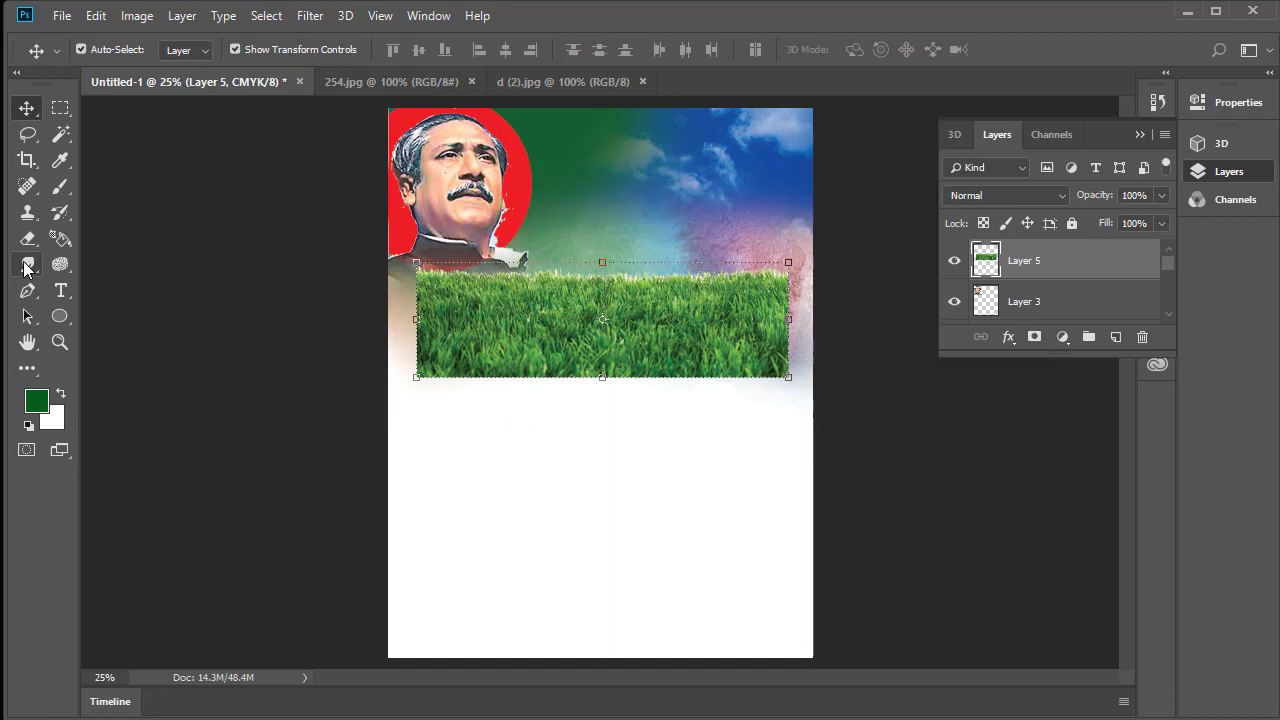 Ps File Edit Image Layer Type Select Filter 3D View Window Help
Auto-Select: Layer Show Transform Controls 3D Mode:
Untitled-1 @ 25% (Layer 5, CMYK/8) * 254.jpg @ 100% (RGB/8#) d (2).jpg @ 100% (RGB/8)
3D Layers Channels
Kind
Normal Opacity: 100%
Lock: Fill: 100%
Layer 5
Layer 3
fx
Properties
3D
Layers
Channels
T
25% Doc: 14.3M/48.4M
Timeline